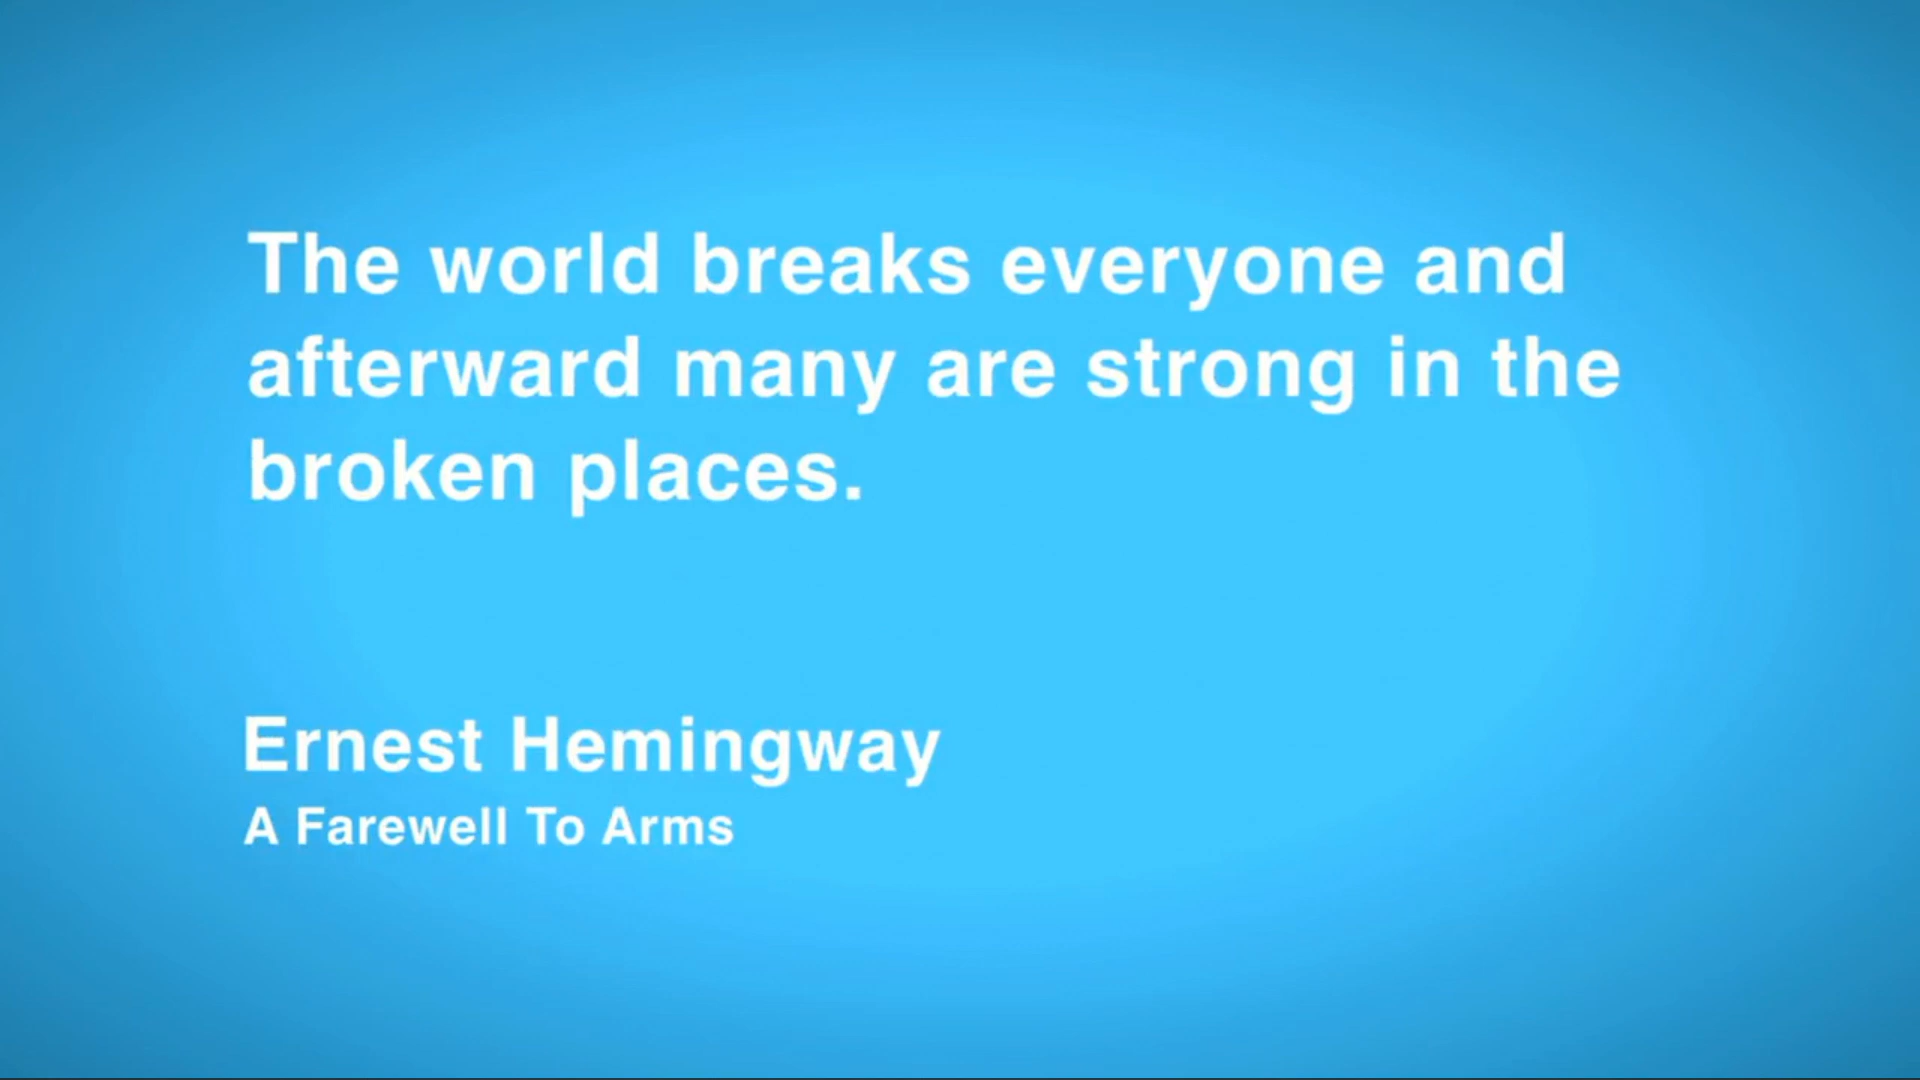 The world breaks everyone and
afterward many are strong in the
broken places.
Ernest Hemingway
A Farewell To Arms